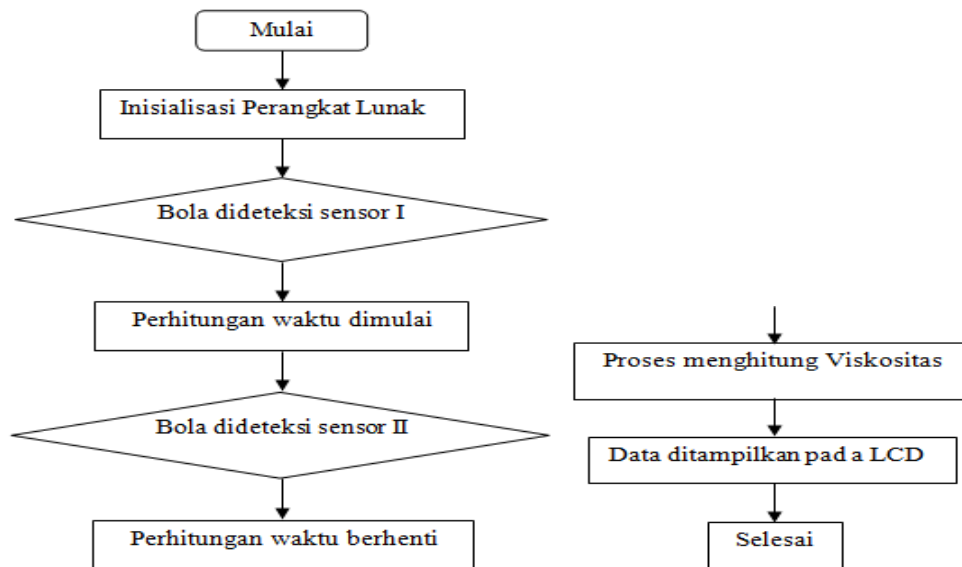 Mulai
Inisialisasi Perangkat Lunak
Bola dideteksi sensor I
Perhitungan waktu dimulai
Bola dideteksi sensor II
Perhitungan waktu berhenti
Proses menghitung Viskositas
Data ditampilkan pad a LCD
Selesai